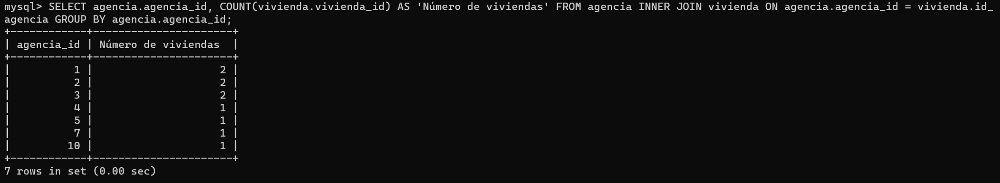 mysql> SELECT agencia.agencia_id, COUNT(vivienda.vivienda_id) AS 'Número de viviendas' FROM agencia INNER JOIN vivienda ON agencia.agencia_id = vivienda.id_
agencia GROUP BY agencia.agencia_id;
+------------+----------------------+
| agencia_id | Número de viviendas  |
+------------+----------------------+
|          1 |                    2 |
|          2 |                    2 |
|          3 |                    2 |
|          4 |                    1 |
|          5 |                    1 |
|          7 |                    1 |
|         10 |                    1 |
+------------+----------------------+
7 rows in set (0.00 sec)